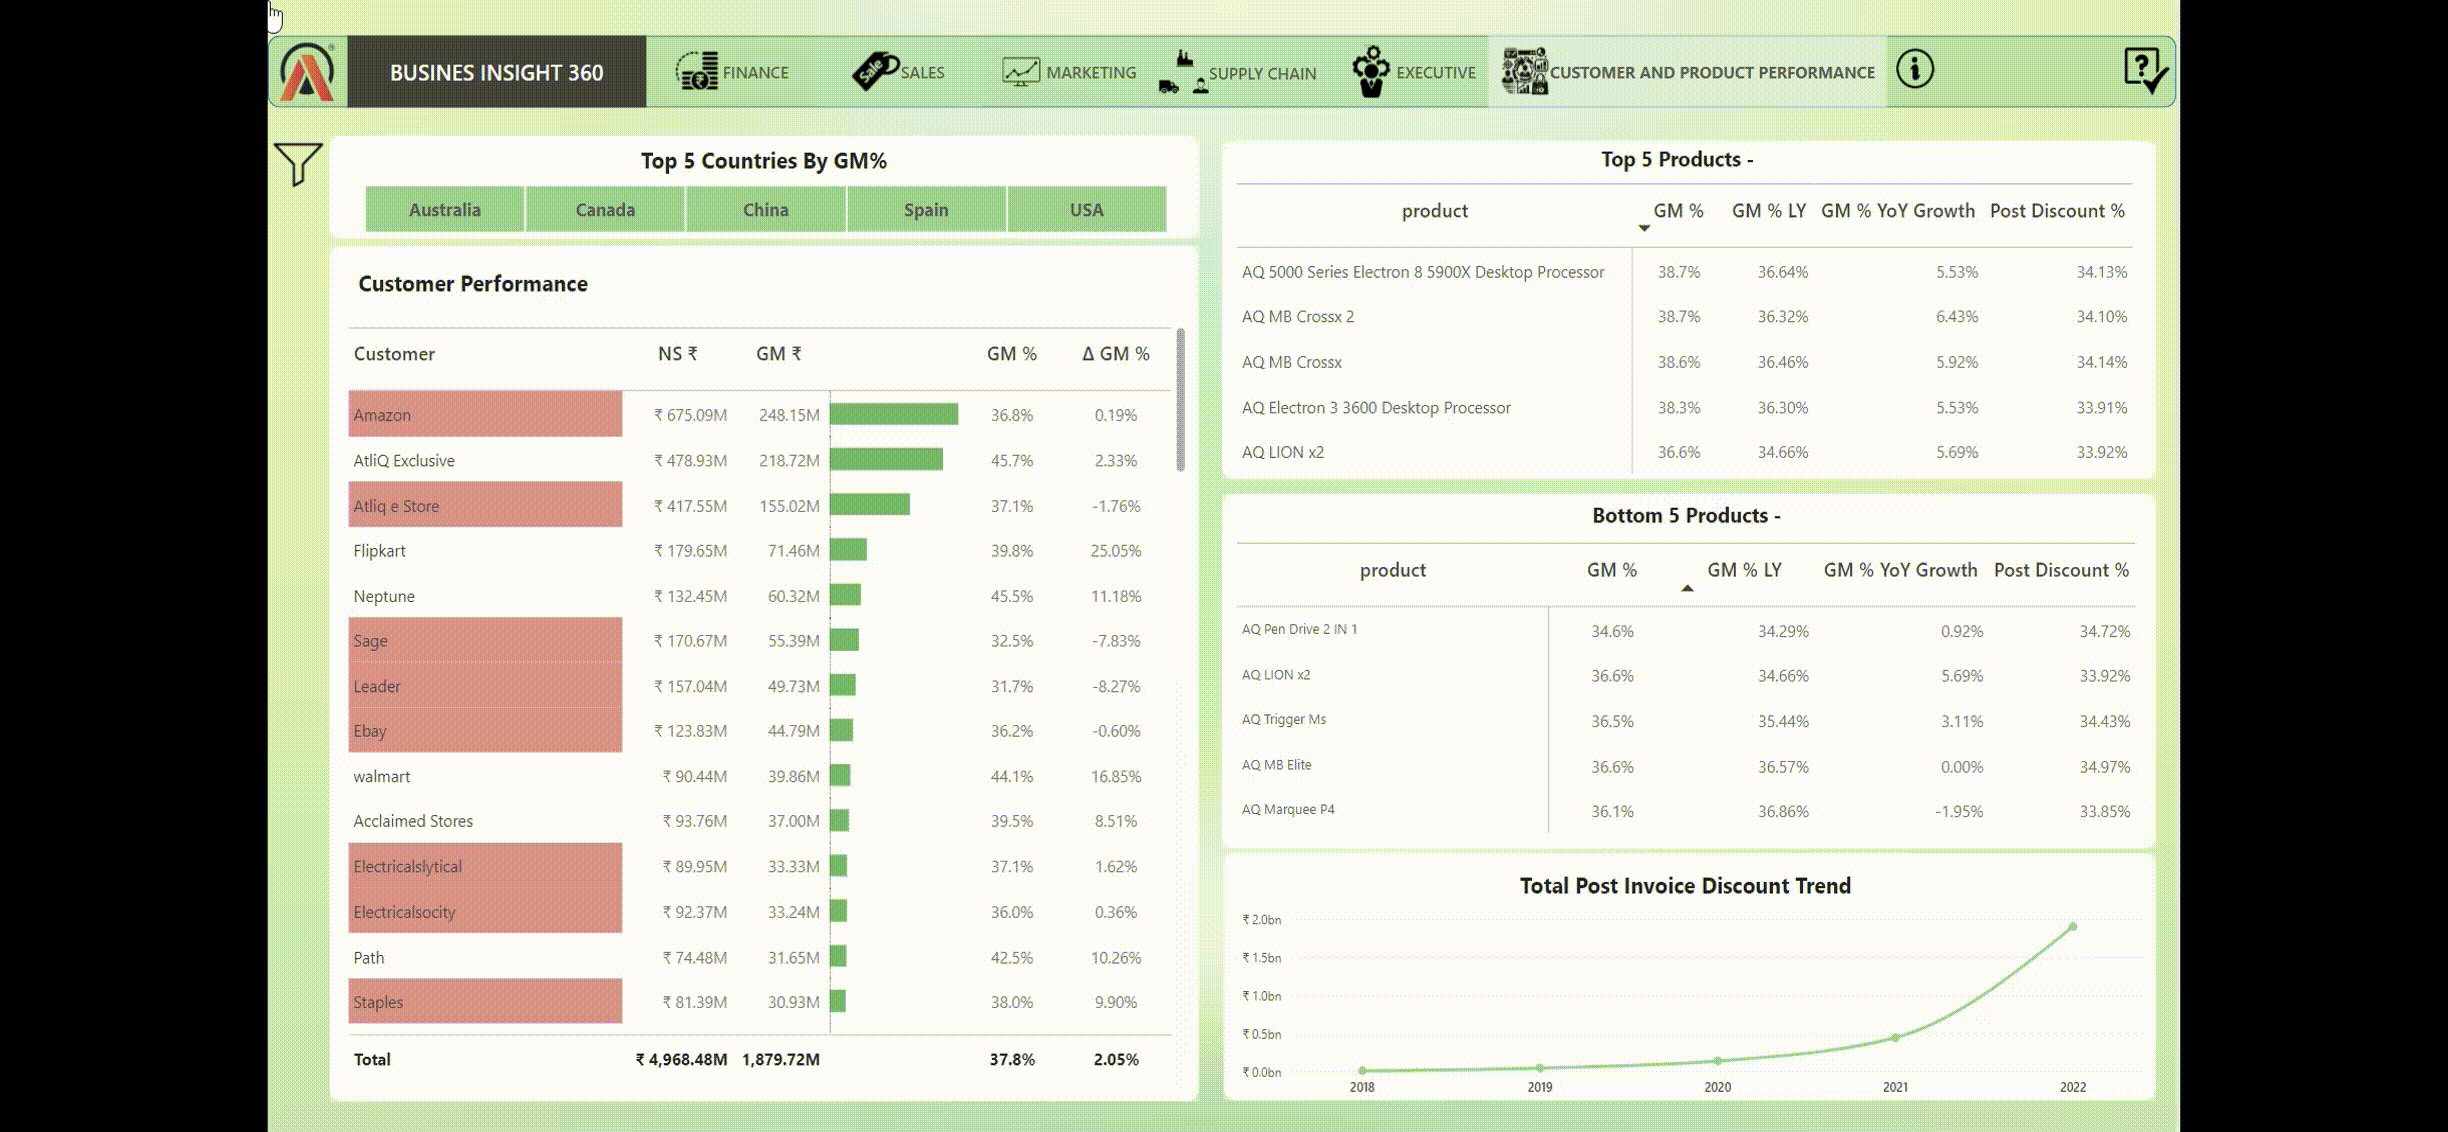 BUSINES INSIGHT 360
FINANCE
SALES
MARKETING
SUPPLY CHAIN
EXECUTIVE
CUSTOMER AND PRODUCT PERFORMANCE
Top 5 Countries By GM%
Australia Canada China Spain USA
Customer Performance
Customer NS ₹ GM ₹ GM % Δ GM %
Amazon ₹ 675.09M 248.15M 36.8% 0.19%
AtliQ Exclusive ₹ 478.93M 218.72M 45.7% 2.33%
Atliq e Store ₹ 417.55M 155.02M 37.1% -1.76%
Flipkart ₹ 179.65M 71.46M 39.8% 25.05%
Neptune ₹ 132.45M 60.32M 45.5% 11.18%
Sage ₹ 170.67M 55.39M 32.5% -7.83%
Leader ₹ 157.04M 49.73M 31.7% -8.27%
Ebay ₹ 123.83M 44.79M 36.2% -0.60%
walmart ₹ 90.44M 39.86M 44.1% 16.85%
Acclaimed Stores ₹ 93.76M 37.00M 39.5% 8.51%
Electricalslytical ₹ 89.95M 33.33M 37.1% 1.62%
Electricalsocity ₹ 92.37M 33.24M 36.0% 0.36%
Path ₹ 74.48M 31.65M 42.5% 10.26%
Staples ₹ 81.39M 30.93M 38.0% 9.90%
Total ₹ 4,968.48M 1,879.72M 37.8% 2.05%
Top 5 Products -
product GM % GM % LY GM % YoY Growth Post Discount %
AQ 5000 Series Electron 8 5900X Desktop Processor 38.7% 36.64% 5.53% 34.13%
AQ MB Crossx 2 38.7% 36.32% 6.43% 34.10%
AQ MB Crossx 38.6% 36.46% 5.92% 34.14%
AQ Electron 3 3600 Desktop Processor 38.3% 36.30% 5.53% 33.91%
AQ LION x2 36.6% 34.66% 5.69% 33.92%
Bottom 5 Products -
product GM % GM % LY GM % YoY Growth Post Discount %
AQ Pen Drive 2 IN 1 34.6% 34.29% 0.92% 34.72%
AQ LION x2 36.6% 34.66% 5.69% 33.92%
AQ Trigger Ms 36.5% 35.44% 3.11% 34.43%
AQ MB Elite 36.6% 36.57% 0.00% 34.97%
AQ Marquee P4 36.1% 36.86% -1.95% 33.85%
Total Post Invoice Discount Trend
₹ 2.0bn
₹ 1.5bn
₹ 1.0bn
₹ 0.5bn
₹ 0.0bn
2018 2019 2020 2021 2022